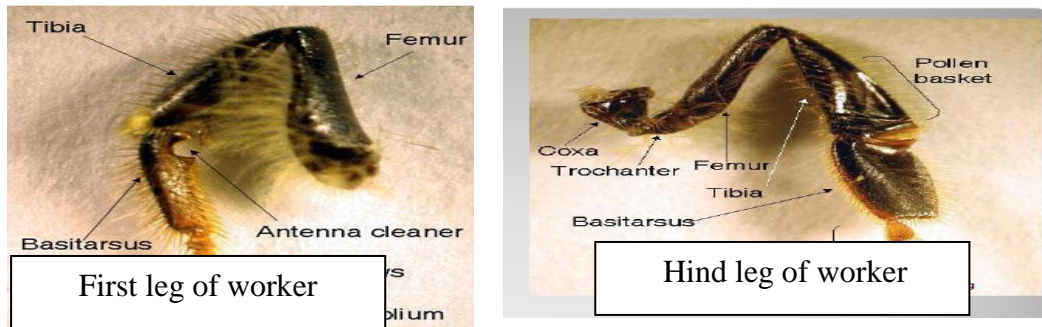 Tibia
Femur
Basitarsus
Antenna cleaner
First leg of worker
Pollen
basket
Coxa
Trochanter
Femur
Tibia
Basitarsus
Hind leg of worker